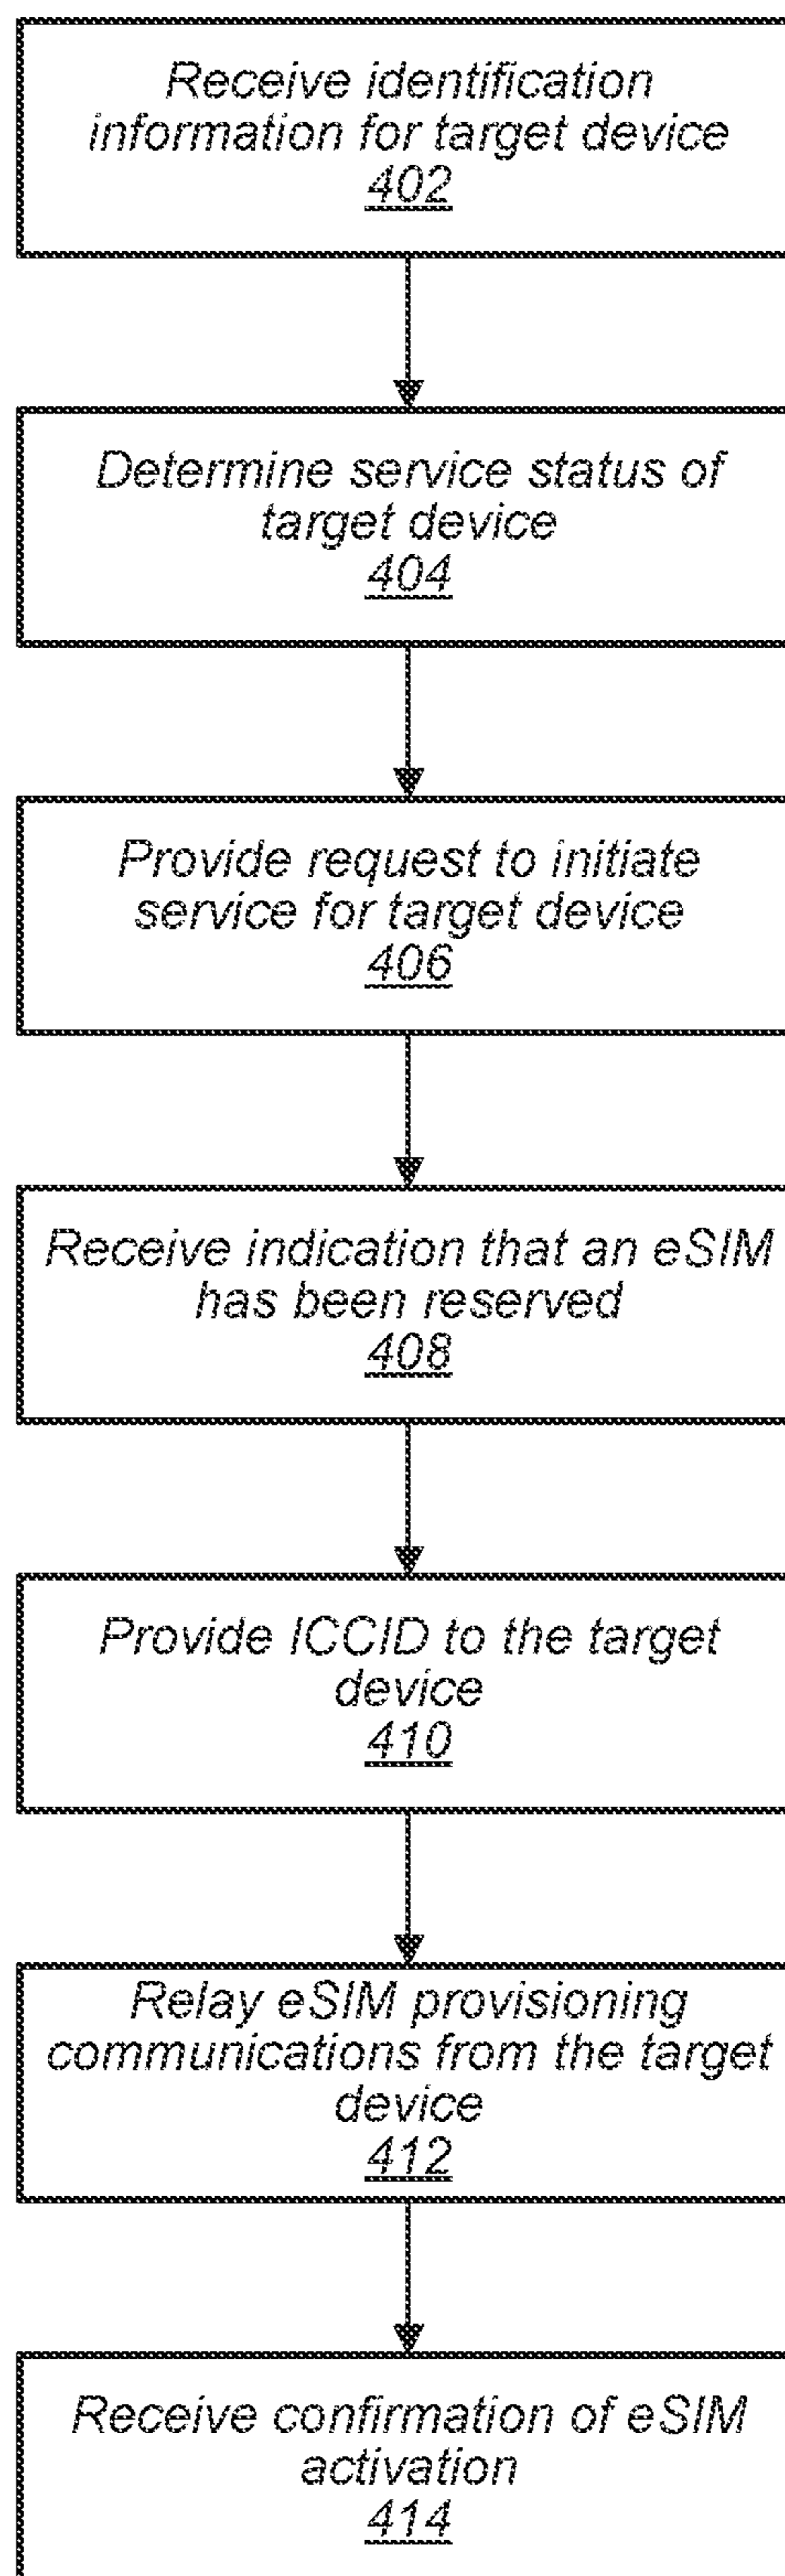 Receive identification
information for target device
402
Determine service status of
target device
404
Provide request to initiate
service for target device
406
Receive indication that an eSIM
has been reserved
408
Provide ICCID to the target
device
410
Relay eSIM provisioning
communications from the target
device
412
Receive confirmation of eSIM
activation
414